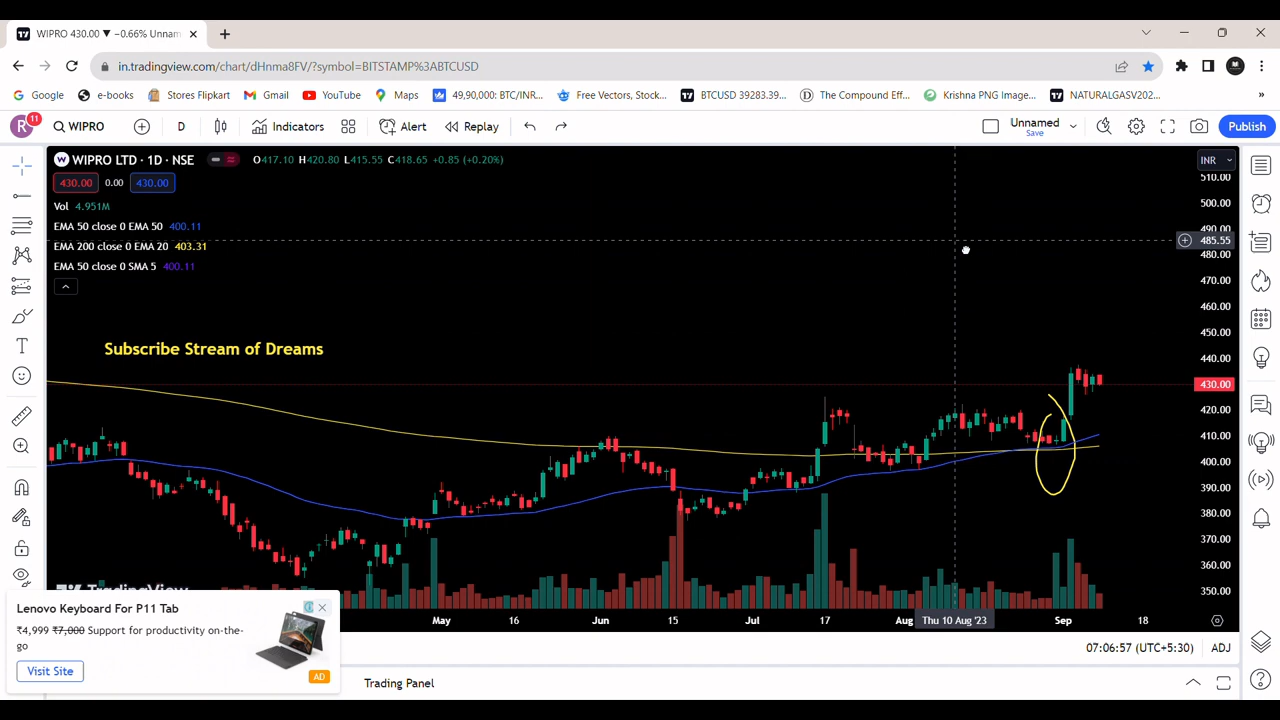 WIPRO 430.00 ▼ −0.66% Unnam
in.tradingview.com/chart/dHnma8FV/?symbol=BITSTAMP%3ABTCUSD
Google e-books Stores Flipkart Gmail YouTube Maps 49,90,000: BTC/INR... Free Vectors, Stock... BTCUSD 39283.39... The Compound Eff... Krishna PNG Image... NATURALGASV32... »
R 11 WIPRO D Indicators Alert Replay Unnamed Save Publish
WIPRO LTD · 1D · NSE O417.10 H420.80 L415.55 C418.65 +0.85 (+0.20%) INR
430.00 0.00 430.00
Vol 4.951M
EMA 50 close 0 EMA 50 400.11
EMA 200 close 0 EMA 20 403.31
EMA 50 close 0 SMA 5 400.11
510.00
500.00
490.00
485.55
480.00
470.00
460.00
450.00
440.00
430.00
420.00
410.00
400.00
390.00
380.00
370.00
360.00
350.00
Subscribe Stream of Dreams
TradingView
May 16 Jun 15 Jul 17 Aug Thu 10 Aug '23 Sep 18
Lenovo Keyboard For P11 Tab
₹4,999 ₹7,000 Support for productivity on-the-
go
Visit Site
AD
07:06:57 (UTC+5:30) ADJ
Trading Panel